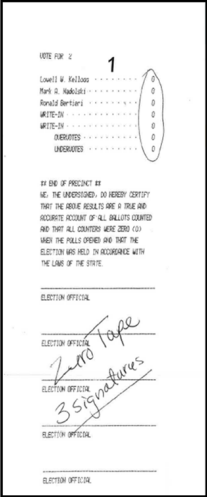 VOTE FOR 2
1
Lowell W. Kellogg 0
Mark A. Nadolski 0
Ronald Bertieri 0
WRITE-IN 0
WRITE-IN 0
OVERVOTES 0
UNDERVOTES 0
## END OF PRECINCT ##
WE, THE UNDERSIGNED, DO HEREBY CERTIFY
THAT THE ABOVE RESULTS ARE A TRUE AND
ACCURATE ACCOUNT OF ALL BALLOTS COUNTED
AND THAT ALL COUNTERS WERE ZERO (0)
WHEN THE POLLS OPENED AND THAT THE
ELECTION WAS HELD IN ACCORDANCE WITH
THE LAWS OF THE STATE.
ELECTION OFFICIAL
ELECTION OFFICIAL
Zero Tape
ELECTION OFFICIAL
3 signatures
ELECTION OFFICIAL
ELECTION OFFICIAL